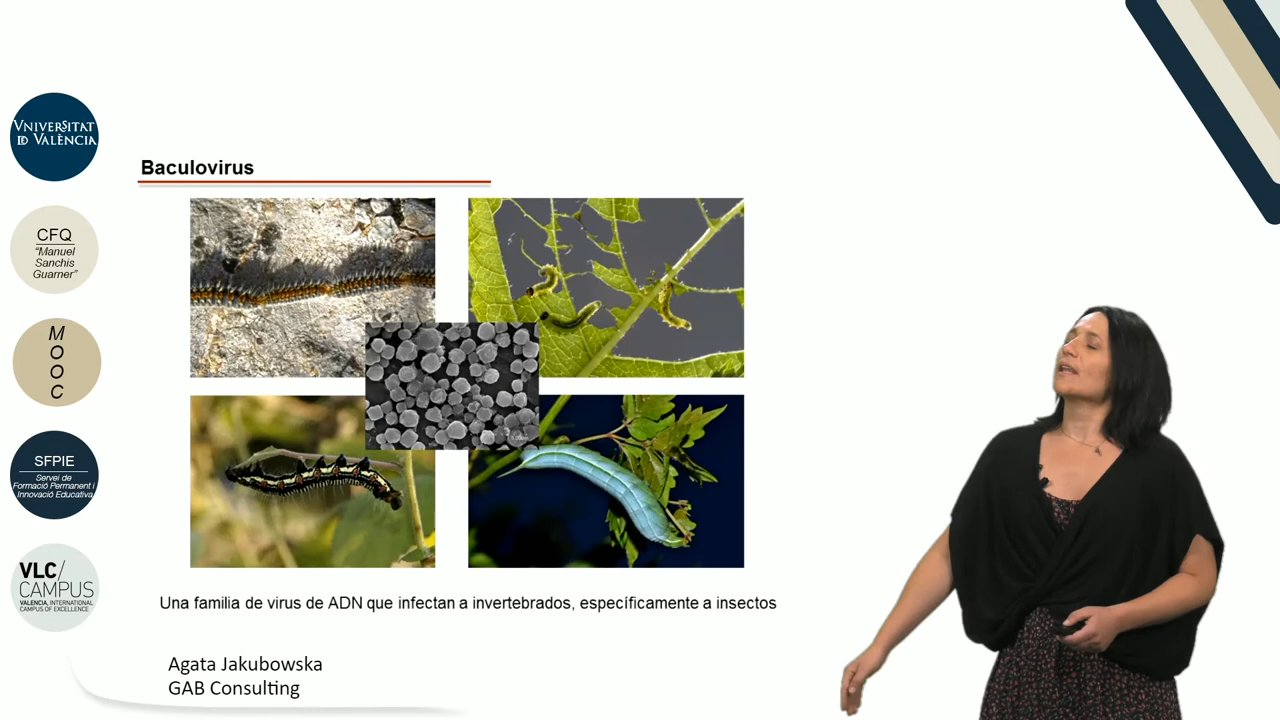 VNIVERSITAT
ID VALÈNCIA
CFQ
"Manuel
Sanchis
Guarner"
M
O
O
C
SFPIE
Servei de
Formació Permanent i
Innovació Educativa
VLC/
CAMPUS
VALENCIA, INTERNATIONAL
CAMPUS OF EXCELLENCE
Baculovirus
Una familia de virus de ADN que infectan a invertebrados, específicamente a insectos
Agata Jakubowska
GAB Consulting